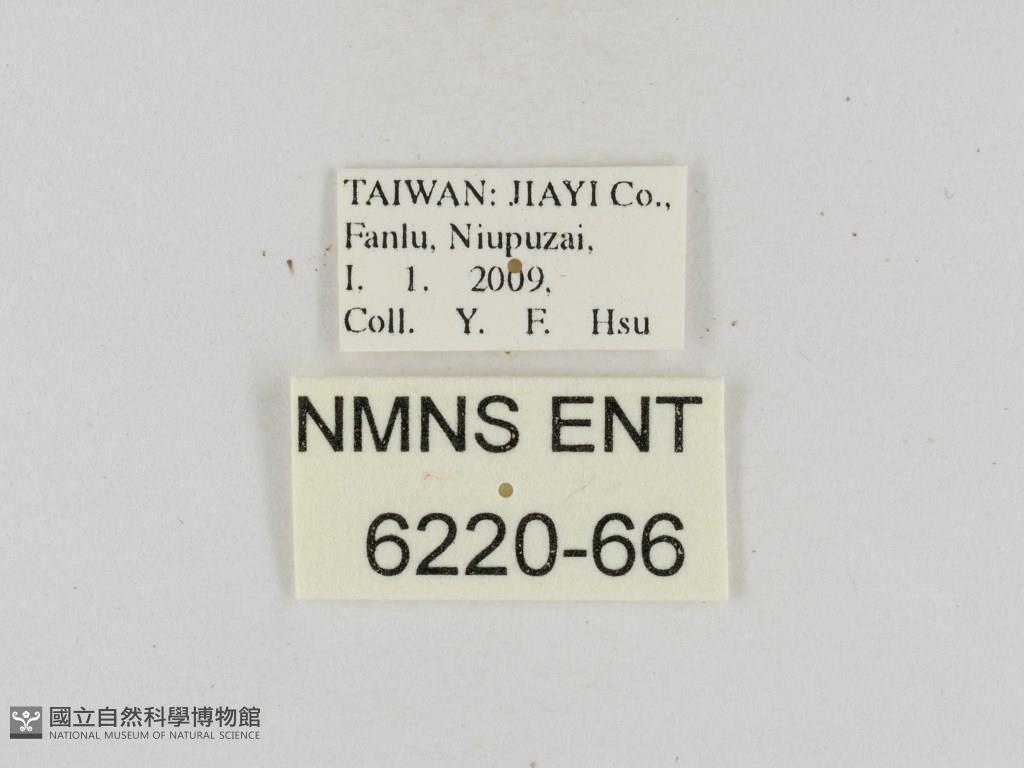 TAIWAN: JIAYI Co.,
Fanlu, Niupuzai,
I. 1. 2009,
Coll. Y. F. Hsu
NMNS ENT
6220-66
國立自然科學博物館
NATIONAL MUSEUM OF NATURAL SCIENCE